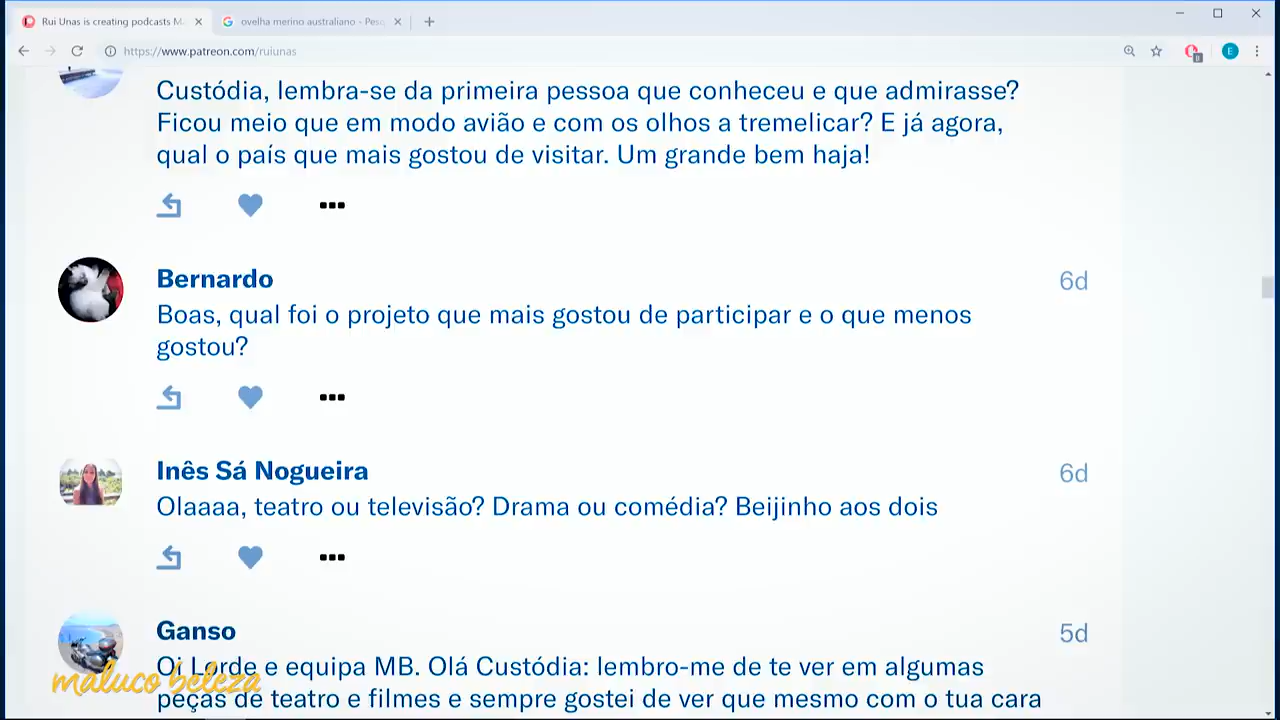 Rui Unas is creating podcasts M
ovelha merino australiano - Pesq
https://www.patreon.com/ruiunas
E
Custódia, lembra-se da primeira pessoa que conheceu e que admirasse?
Ficou meio que em modo avião e com os olhos a tremelicar? E já agora,
qual o país que mais gostou de visitar. Um grande bem haja!
Bernardo
6d
Boas, qual foi o projeto que mais gostou de participar e o que menos
gostou?
Inês Sá Nogueira
6d
Olaaaa, teatro ou televisão? Drama ou comédia? Beijinho aos dois
Ganso
5d
Oi Lorde e equipa MB. Olá Custódia: lembro-me de te ver em algumas
maluco beleza
peças de teatro e filmes e sempre gostei de ver que mesmo com o tua cara